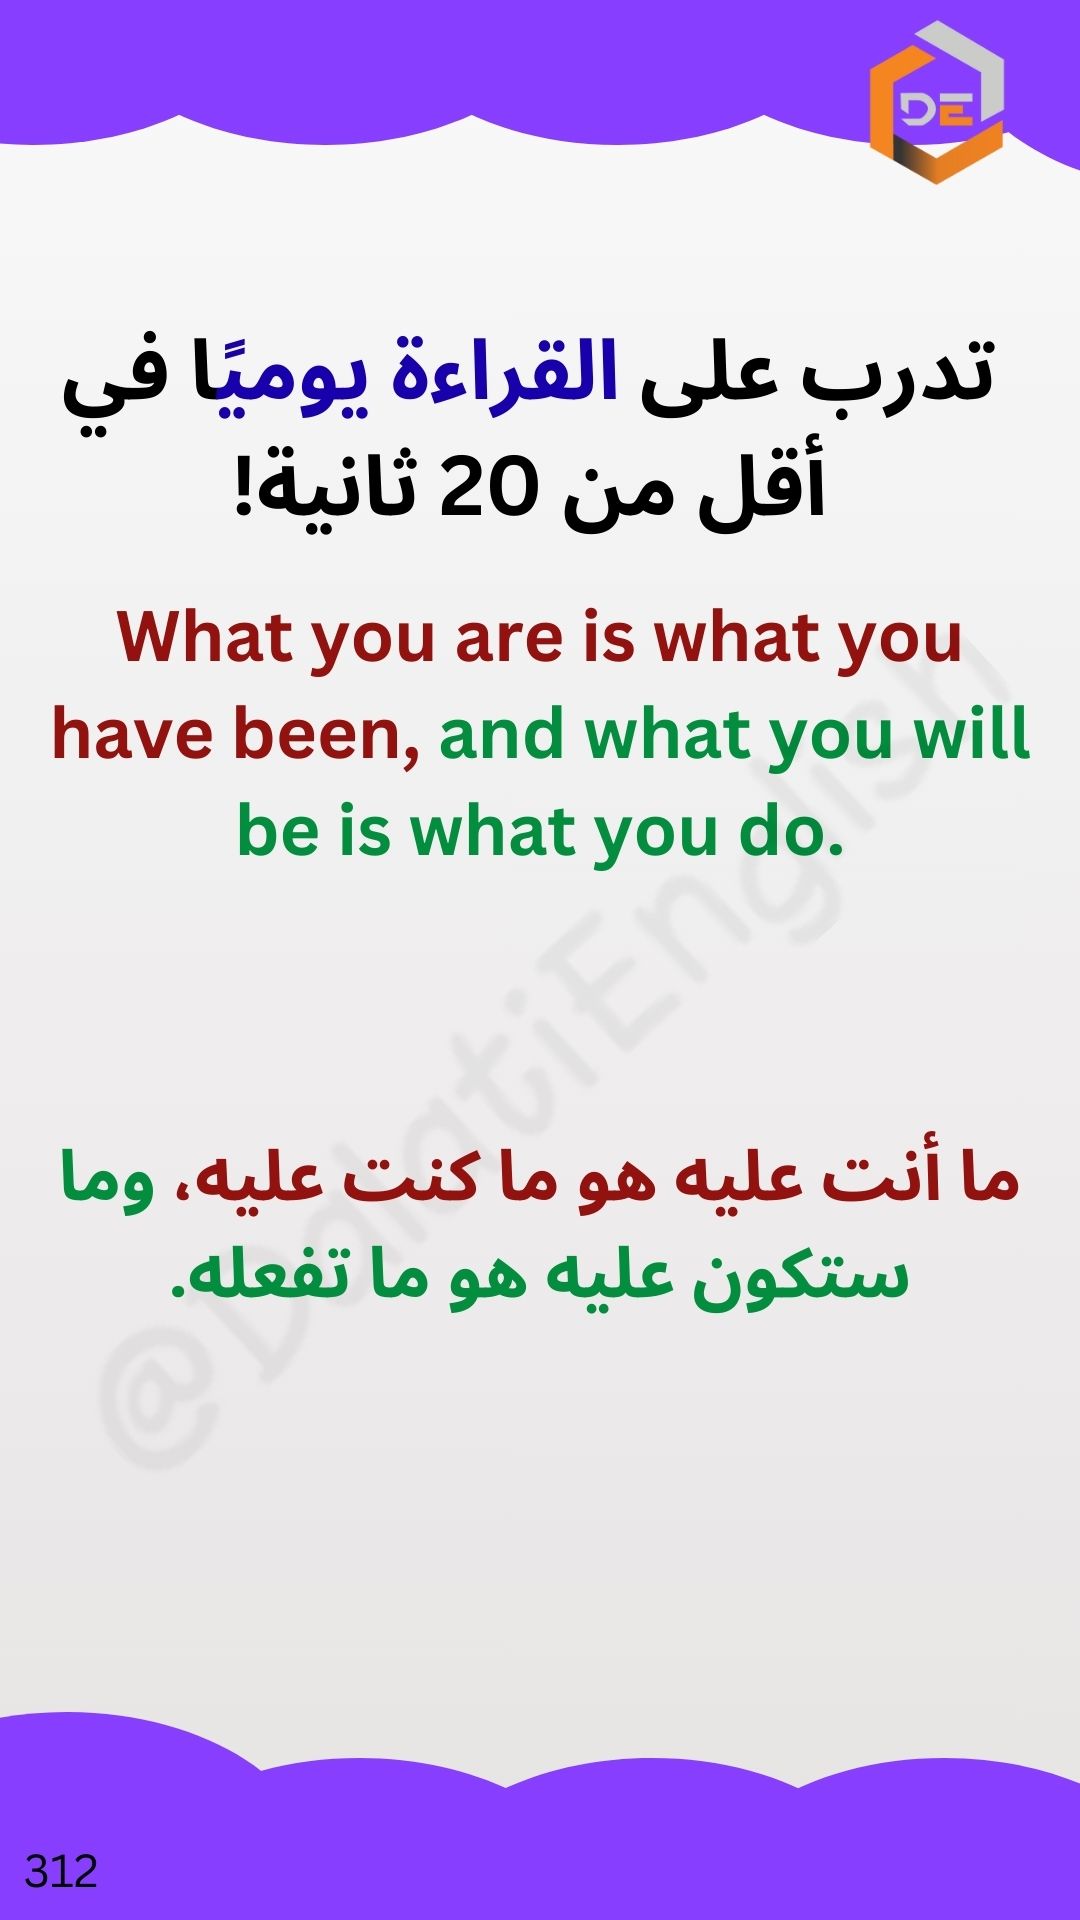 DE
تدرب على القراءة يوميًا في
أقل من 20 ثانية!
What you are is what you
have been, and what you will
be is what you do.
@DalatiEnglish
ما أنت عليه هو ما كنت عليه، وما
ستكون عليه هو ما تفعله.
312